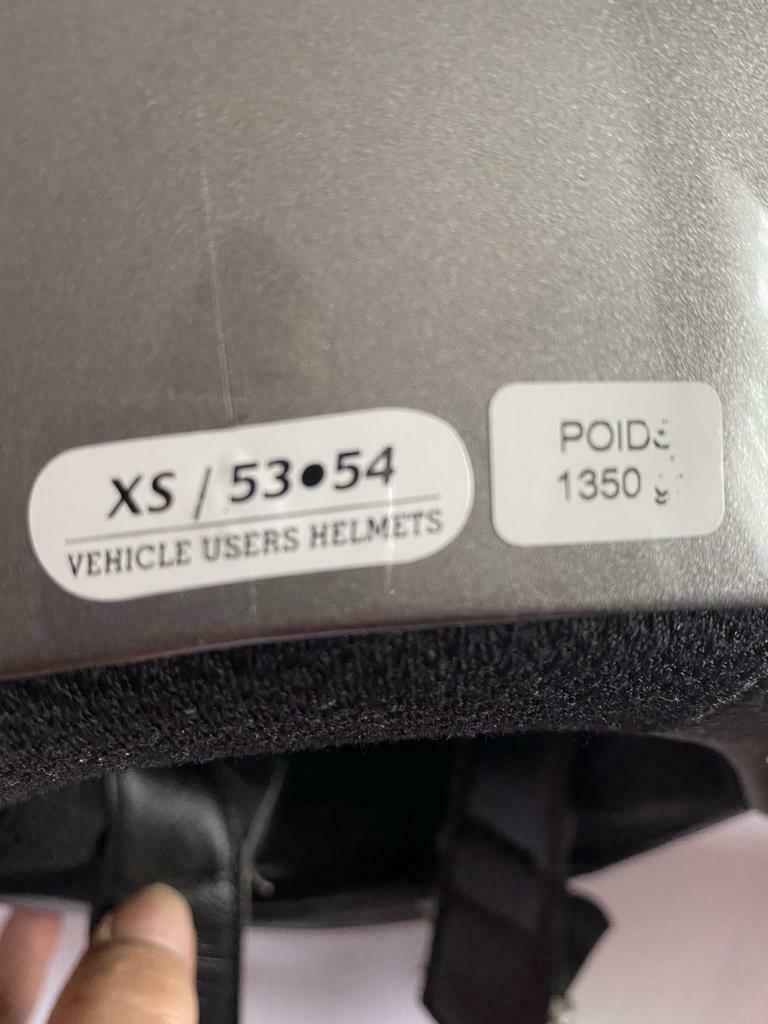 XS / 53•54
VEHICLE USERS HELMETS
POIDS
1350